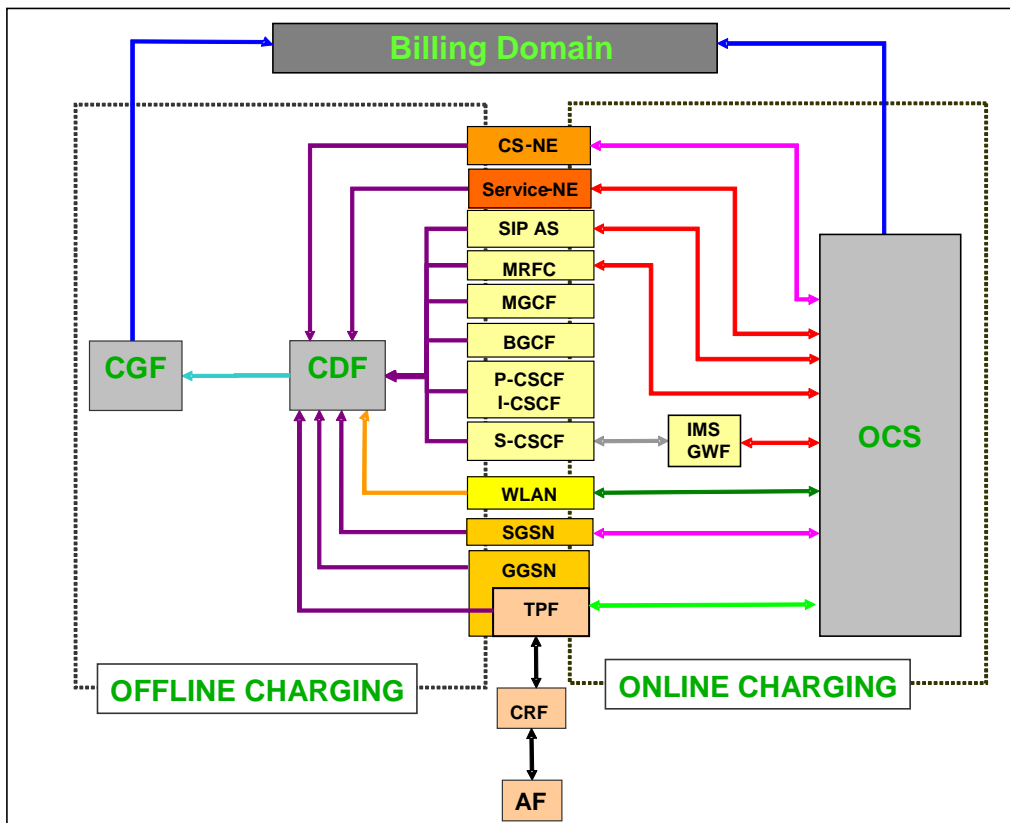 Billing Domain
CS-NE
Service-NE
SIP AS
MRFC
MGCF
BGCF
CGF
CDF
P-CSCF
I-CSCF
S-CSCF
IMS
GWF
OCS
WLAN
SGSN
GGSN
TPF
OFFLINE CHARGING
ONLINE CHARGING
CRF
AF